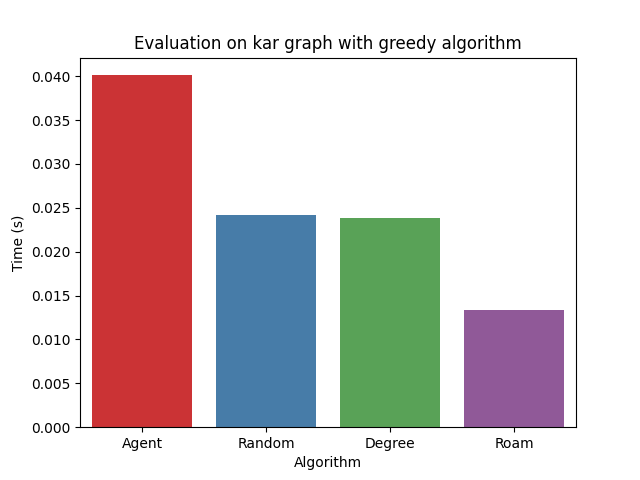 Evaluation on kar graph with greedy algorithm
0.040
0.035
0.030
0.025
0.020
0.015
0.010
0.005
0.000
Time (s)
Agent Random Degree Roam
Algorithm